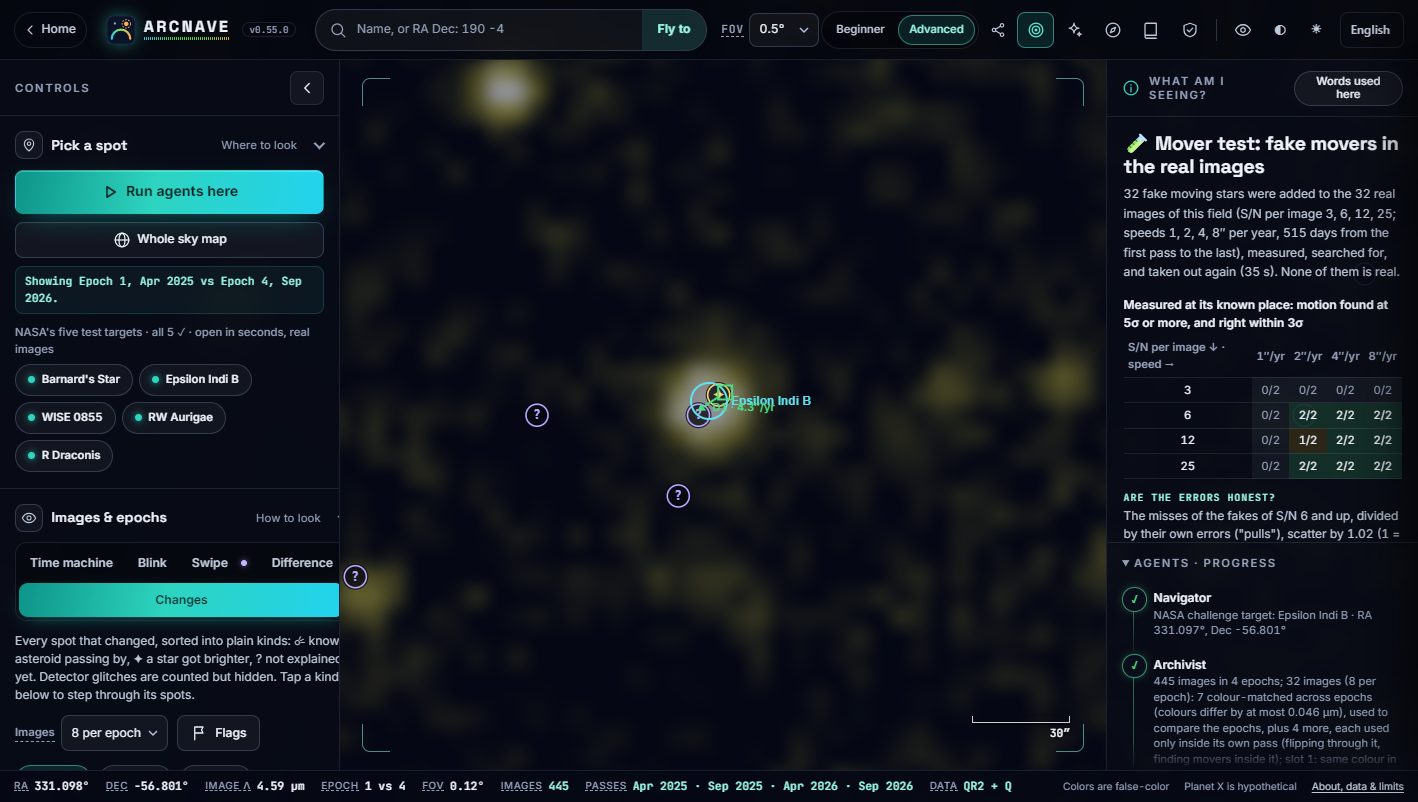 Home
ARCNAVE
v0.55.0
Name, or RA Dec: 190 -4
Fly to
FOV
0.5°
Beginner
Advanced
English
CONTROLS
Pick a spot
Where to look
Run agents here
Whole sky map
Showing Epoch 1, Apr 2025 vs Epoch 4, Sep
2026.
NASA's five test targets · all 5 ✓ · open in seconds, real
images
Barnard's Star
Epsilon Indi B
WISE 0855
RW Aurigae
R Draconis
Images & epochs
How to look
Time machine
Blink
Swipe
Difference
Changes
Every spot that changed, sorted into plain kinds: ☄ know
asteroid passing by, ✦ a star got brighter, ? not explained
yet. Detector glitches are counted but hidden. Tap a kind
below to step through its spots.
Images
8 per epoch
Flags
?
?
?
?
Epsilon Indi B
4.3"/yr
30″
WHAT AM I
SEEING?
Words used
here
🧪 Mover test: fake movers in
the real images
32 fake moving stars were added to the 32 real
images of this field (S/N per image 3, 6, 12, 25;
speeds 1, 2, 4, 8″ per year, 515 days from the
first pass to the last), measured, searched for,
and taken out again (35 s). None of them is real.
Measured at its known place: motion found at
5σ or more, and right within 3σ
S/N per image ↓ ·
speed →
1″/yr 2″/yr 4″/yr 8″/yr
3 0/2 0/2 0/2 0/2
6 0/2 2/2 2/2 2/2
12 0/2 1/2 2/2 2/2
25 0/2 2/2 2/2 2/2
ARE THE ERRORS HONEST?
The misses of the fakes of S/N 6 and up, divided
by their own errors ("pulls"), scatter by 1.02 (1 =
▾ AGENTS · PROGRESS
✓
Navigator
NASA challenge target: Epsilon Indi B · RA
331.097°, Dec -56.801°
✓
Archivist
445 images in 4 epochs; 32 images (8 per
epoch): 7 colour-matched across epochs
(colours differ by at most 0.046 µm), used to
compare the epochs, plus 4 more, each used
only inside its own pass (flipping through it,
finding movers inside it); slot 1: same colour in
RA 331.098°
DEC -56.801°
IMAGE Λ 4.59 µm
EPOCH 1 vs 4
FOV 0.12°
IMAGES 445
PASSES Apr 2025 · Sep 2025 · Apr 2026 · Sep 2026
DATA QR2 + Q
Colors are false-color
Planet X is hypothetical
About, data & limits